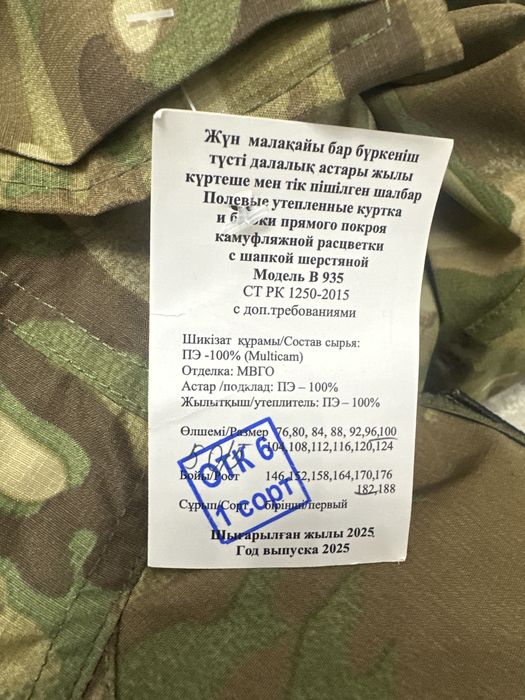 Жүн малақайы бар бүркеніш
түсті далалық астары жылы
күртеше мен тік пішілген шалбар
Полевые утепленные куртка
и прямого покроя
камуфляжной расцветки
с шапкой шерстяной
Модель В 935
СТ РК 1250-2015
с доп.требованиями
Шикізат құрамы/Состав сырья:
ПЭ -100% (Multicam)
Отделка: МВГО
Астар /подклад: ПЭ – 100%
Жылытқыш/утеплитель: ПЭ – 100%
Өлшемі/Размер 76,80, 84, 88, 92,96,100
104,108,112,116,120,124
Бойы/Рост 146,152,158,164,170,176
182,188
Сұрып/Сорт бірінші/первый
ОТК 6
1 СОРТ
Шығарылған жылы 2025
Год выпуска 2025